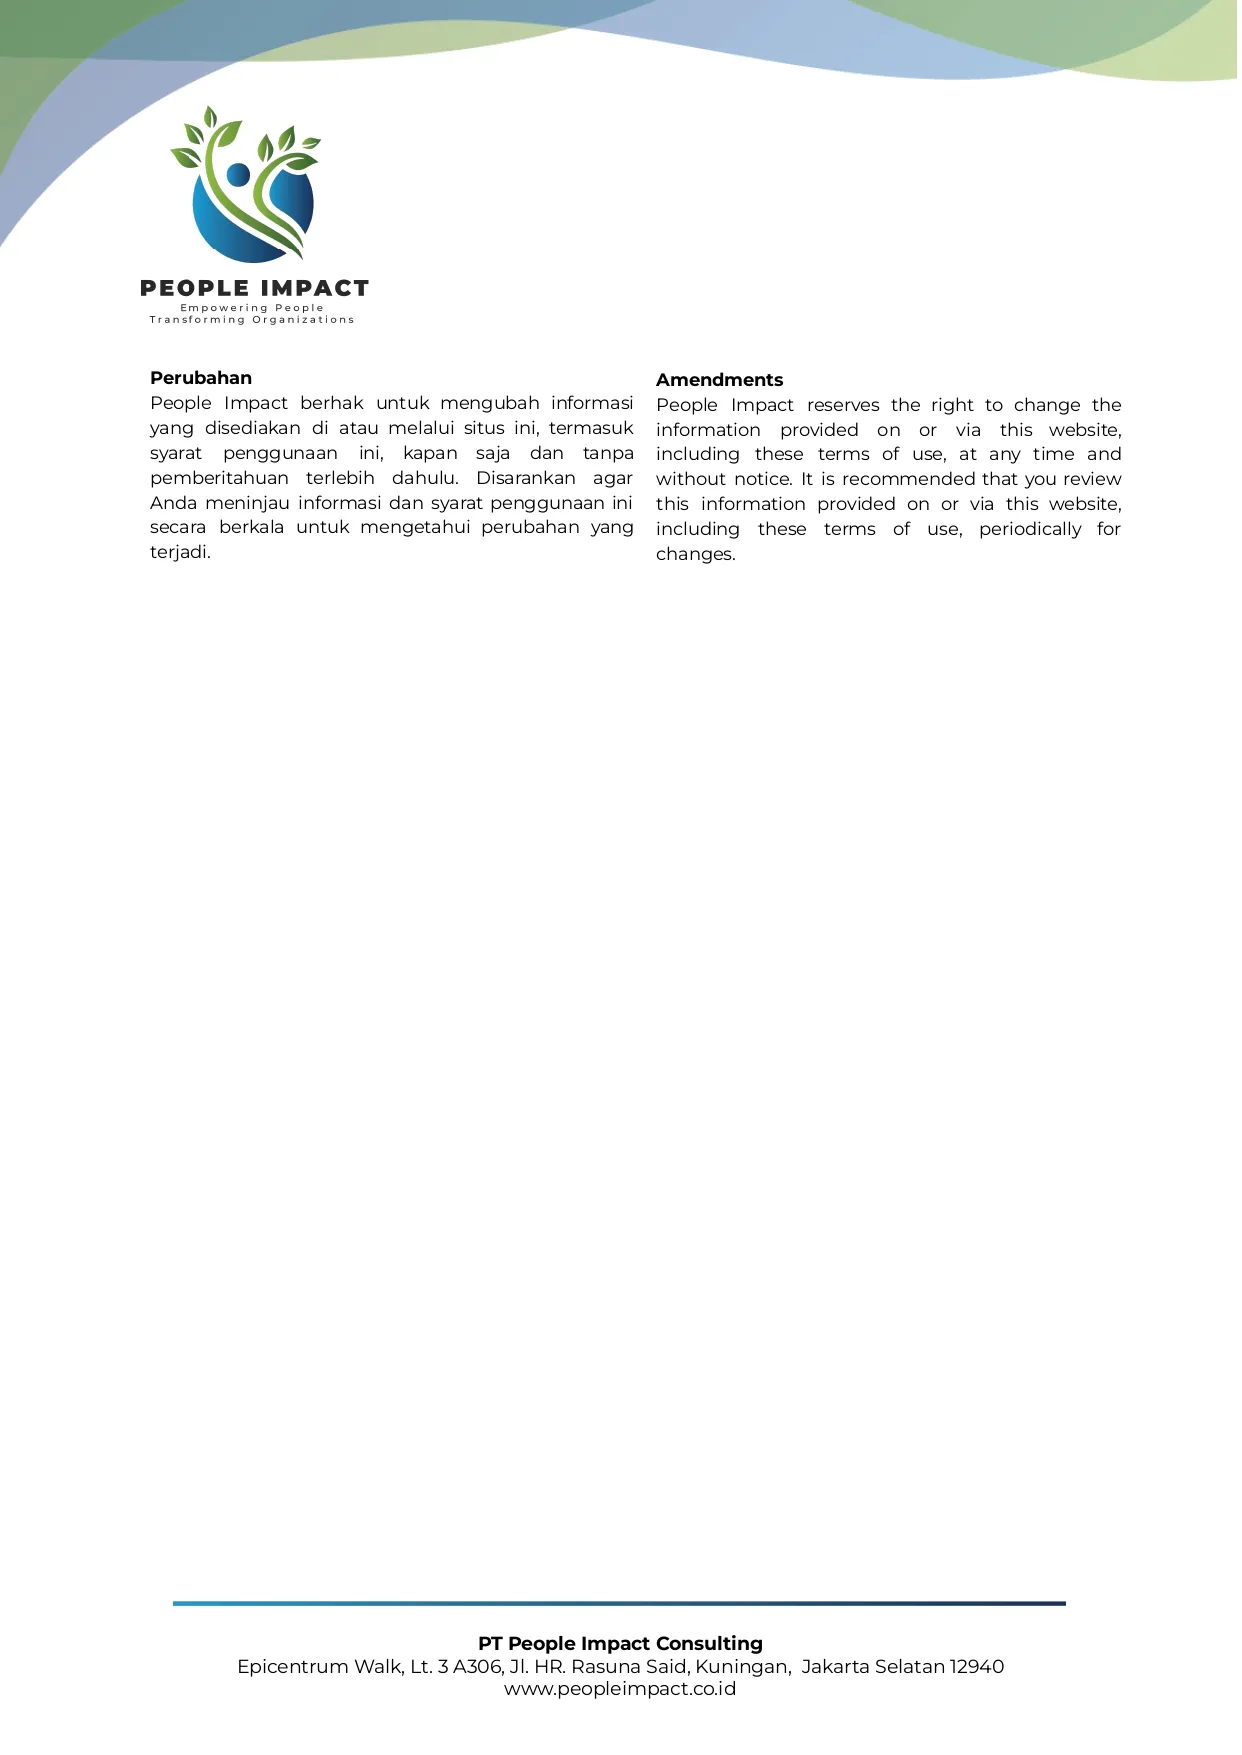 PEOPLE IMPACT
Empowering People
Transforming Organizations
Perubahan
People Impact berhak untuk mengubah informasi
yang disediakan di atau melalui situs ini, termasuk
syarat penggunaan ini, kapan saja dan tanpa
pemberitahuan terlebih dahulu. Disarankan agar
Anda meninjau informasi dan syarat penggunaan ini
secara berkala untuk mengetahui perubahan yang
terjadi.
Amendments
People Impact reserves the right to change the
information provided on or via this website,
including these terms of use, at any time and
without notice. It is recommended that you review
this information provided on or via this website,
including these terms of use, periodically for
changes.
PT People Impact Consulting
Epicentrum Walk, Lt. 3 A306, Jl. HR. Rasuna Said, Kuningan, Jakarta Selatan 12940
www.peopleimpact.co.id